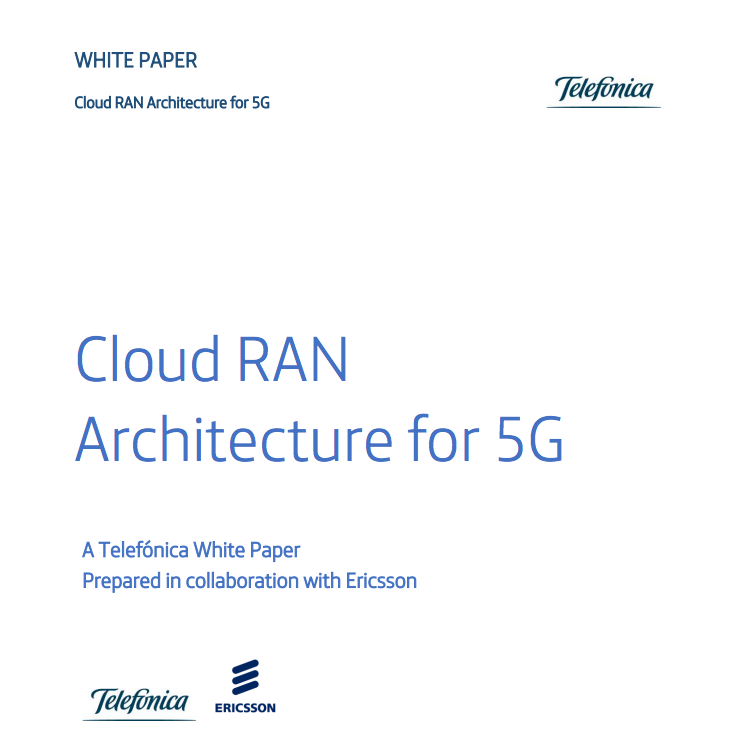 WHITE PAPER
Cloud RAN Architecture for 5G
Telefónica
Cloud RAN
Architecture for 5G
A Telefónica White Paper
Prepared in collaboration with Ericsson
Telefónica
ERICSSON